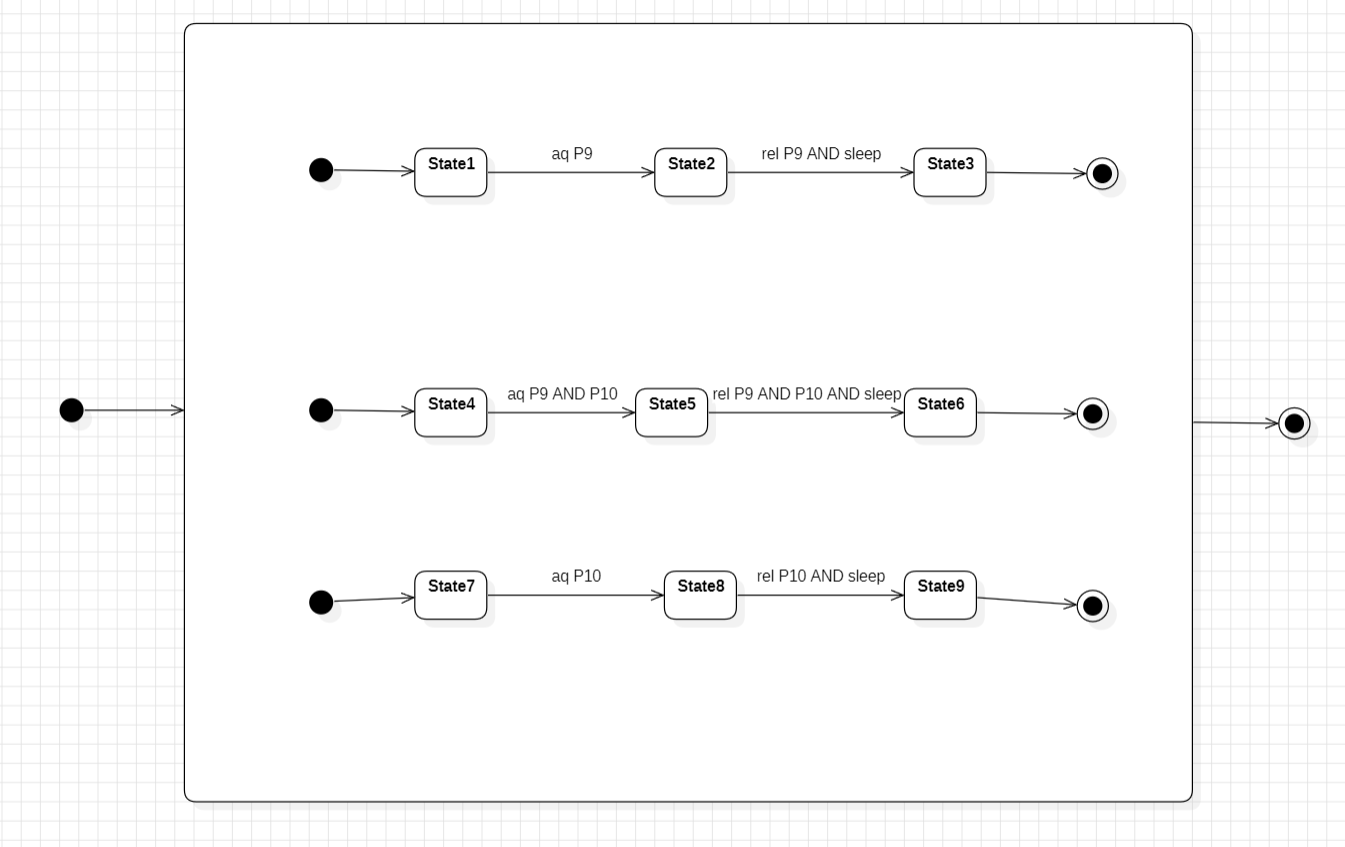 aq P9
rel P9 AND sleep
State1
State2
State3
aq P9 AND P10
rel P9 AND P10 AND sleep
State4
State5
State6
aq P10
rel P10 AND sleep
State7
State8
State9